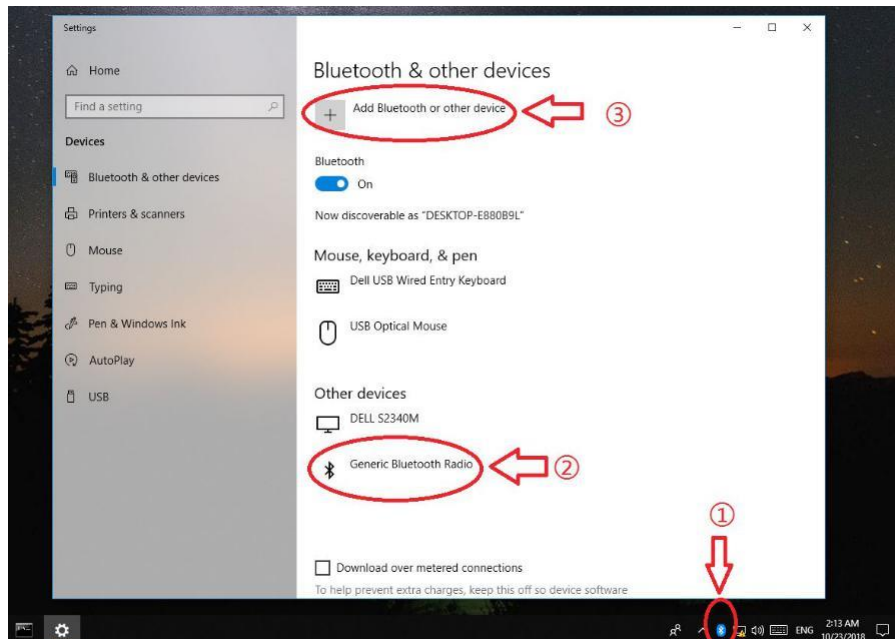 Settings
Home
Find a setting
Devices
Bluetooth & other devices
Printers & scanners
Mouse
Typing
Pen & Windows Ink
AutoPlay
USB
Bluetooth & other devices
Add Bluetooth or other device
③
Bluetooth
On
Now discoverable as "DESKTOP-E880B9L"
Mouse, keyboard, & pen
Dell USB Wired Entry Keyboard
USB Optical Mouse
Other devices
DELL S2340M
Generic Bluetooth Radio
②
①
Download over metered connections
To help prevent extra charges, keep this off so device software
ENG
2:13 AM
10/23/2018